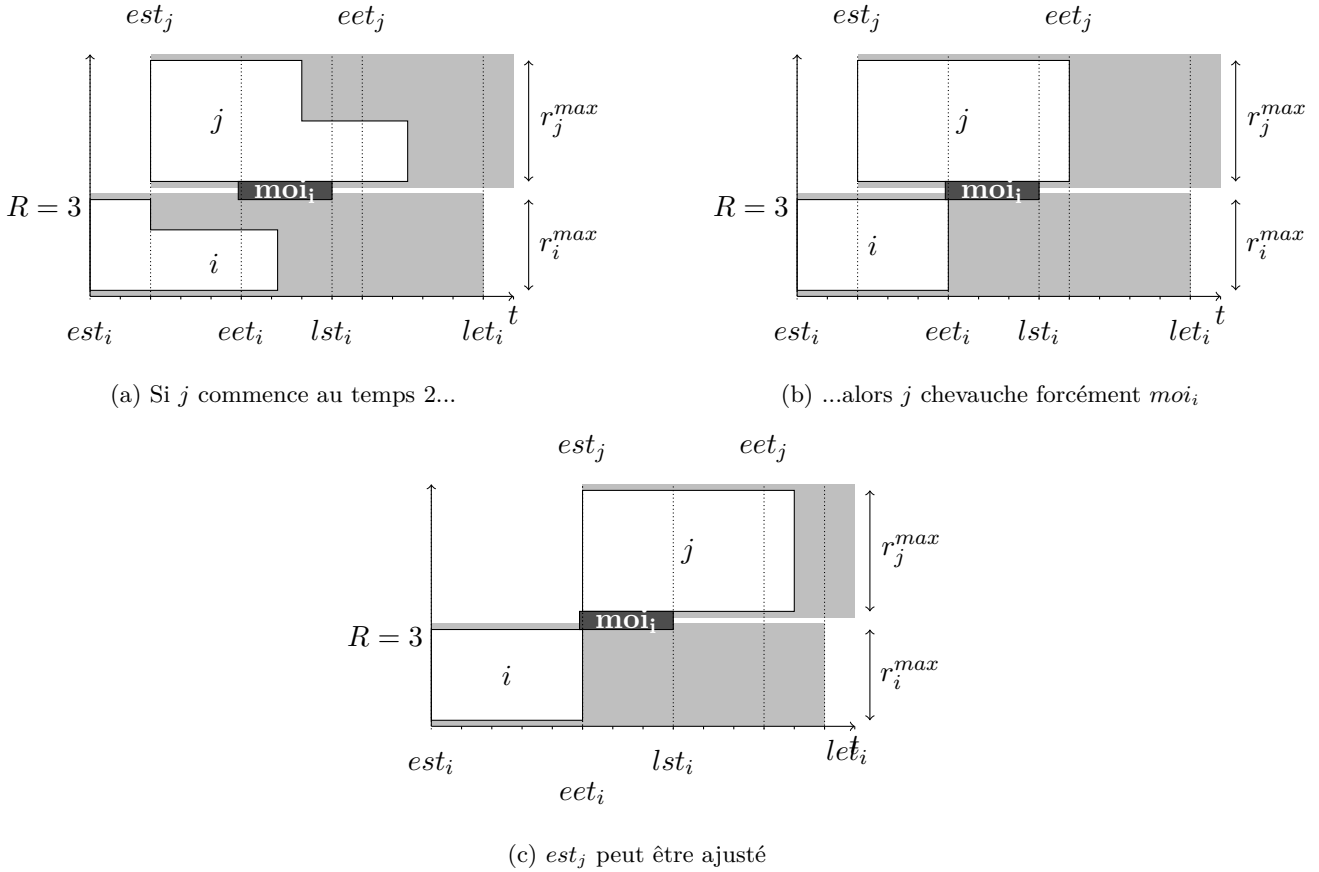 est_j eet_j
j
r_j^{max}
moi_i
R = 3
r_i^{max}
i
t
est_i eet_i lst_i let_i
(a) Si j commence au temps 2...
est_j eet_j
j
r_j^{max}
moi_i
R = 3
r_i^{max}
i
t
est_i eet_i lst_i let_i
(b) ...alors j chevauche forcément moi_i
est_j eet_j
j
r_j^{max}
moi_i
R = 3
r_i^{max}
i
t
est_i lst_i let_i
eet_i
(c) est_j peut être ajusté